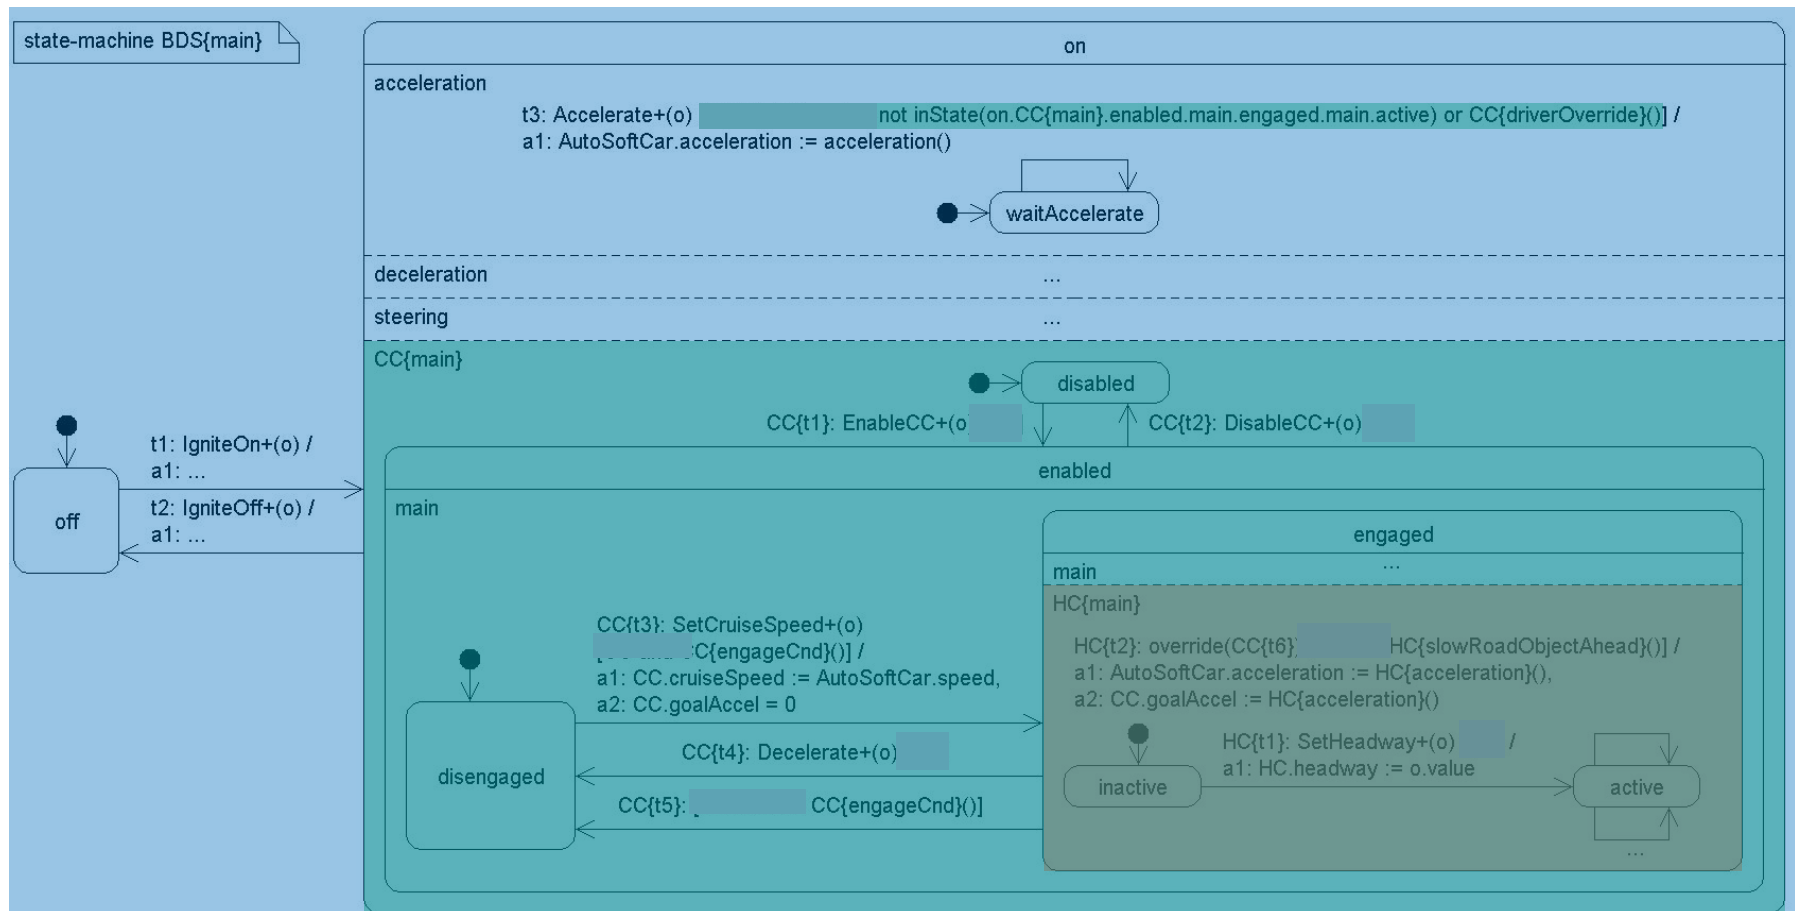 state-machine BDS{main}
on
acceleration
t3: Accelerate+(o) not inState(on.CC{main}.enabled.main.engaged.main.active) or CC{driverOverride}()] /
a1: AutoSoftCar.acceleration := acceleration()
waitAccelerate
deceleration
...
steering
...
CC{main}
disabled
CC{t1}: EnableCC+(o)
CC{t2}: DisableCC+(o)
t1: IgniteOn+(o) /
a1: ...
t2: IgniteOff+(o) /
a1: ...
off
enabled
main
engaged
...
main
HC{main}
CC{t3}: SetCruiseSpeed+(o)
C{engageCnd}()] /
a1: CC.cruiseSpeed := AutoSoftCar.speed,
a2: CC.goalAccel = 0
HC{t2}: override(CC{t6} HC{slowRoadObjectAhead}()] /
a1: AutoSoftCar.acceleration := HC{acceleration}(),
a2: CC.goalAccel := HC{acceleration}()
CC{t4}: Decelerate+(o)
HC{t1}: SetHeadway+(o) /
a1: HC.headway := o.value
disengaged
inactive
active
CC{t5}: [ CC{engageCnd}()]
...